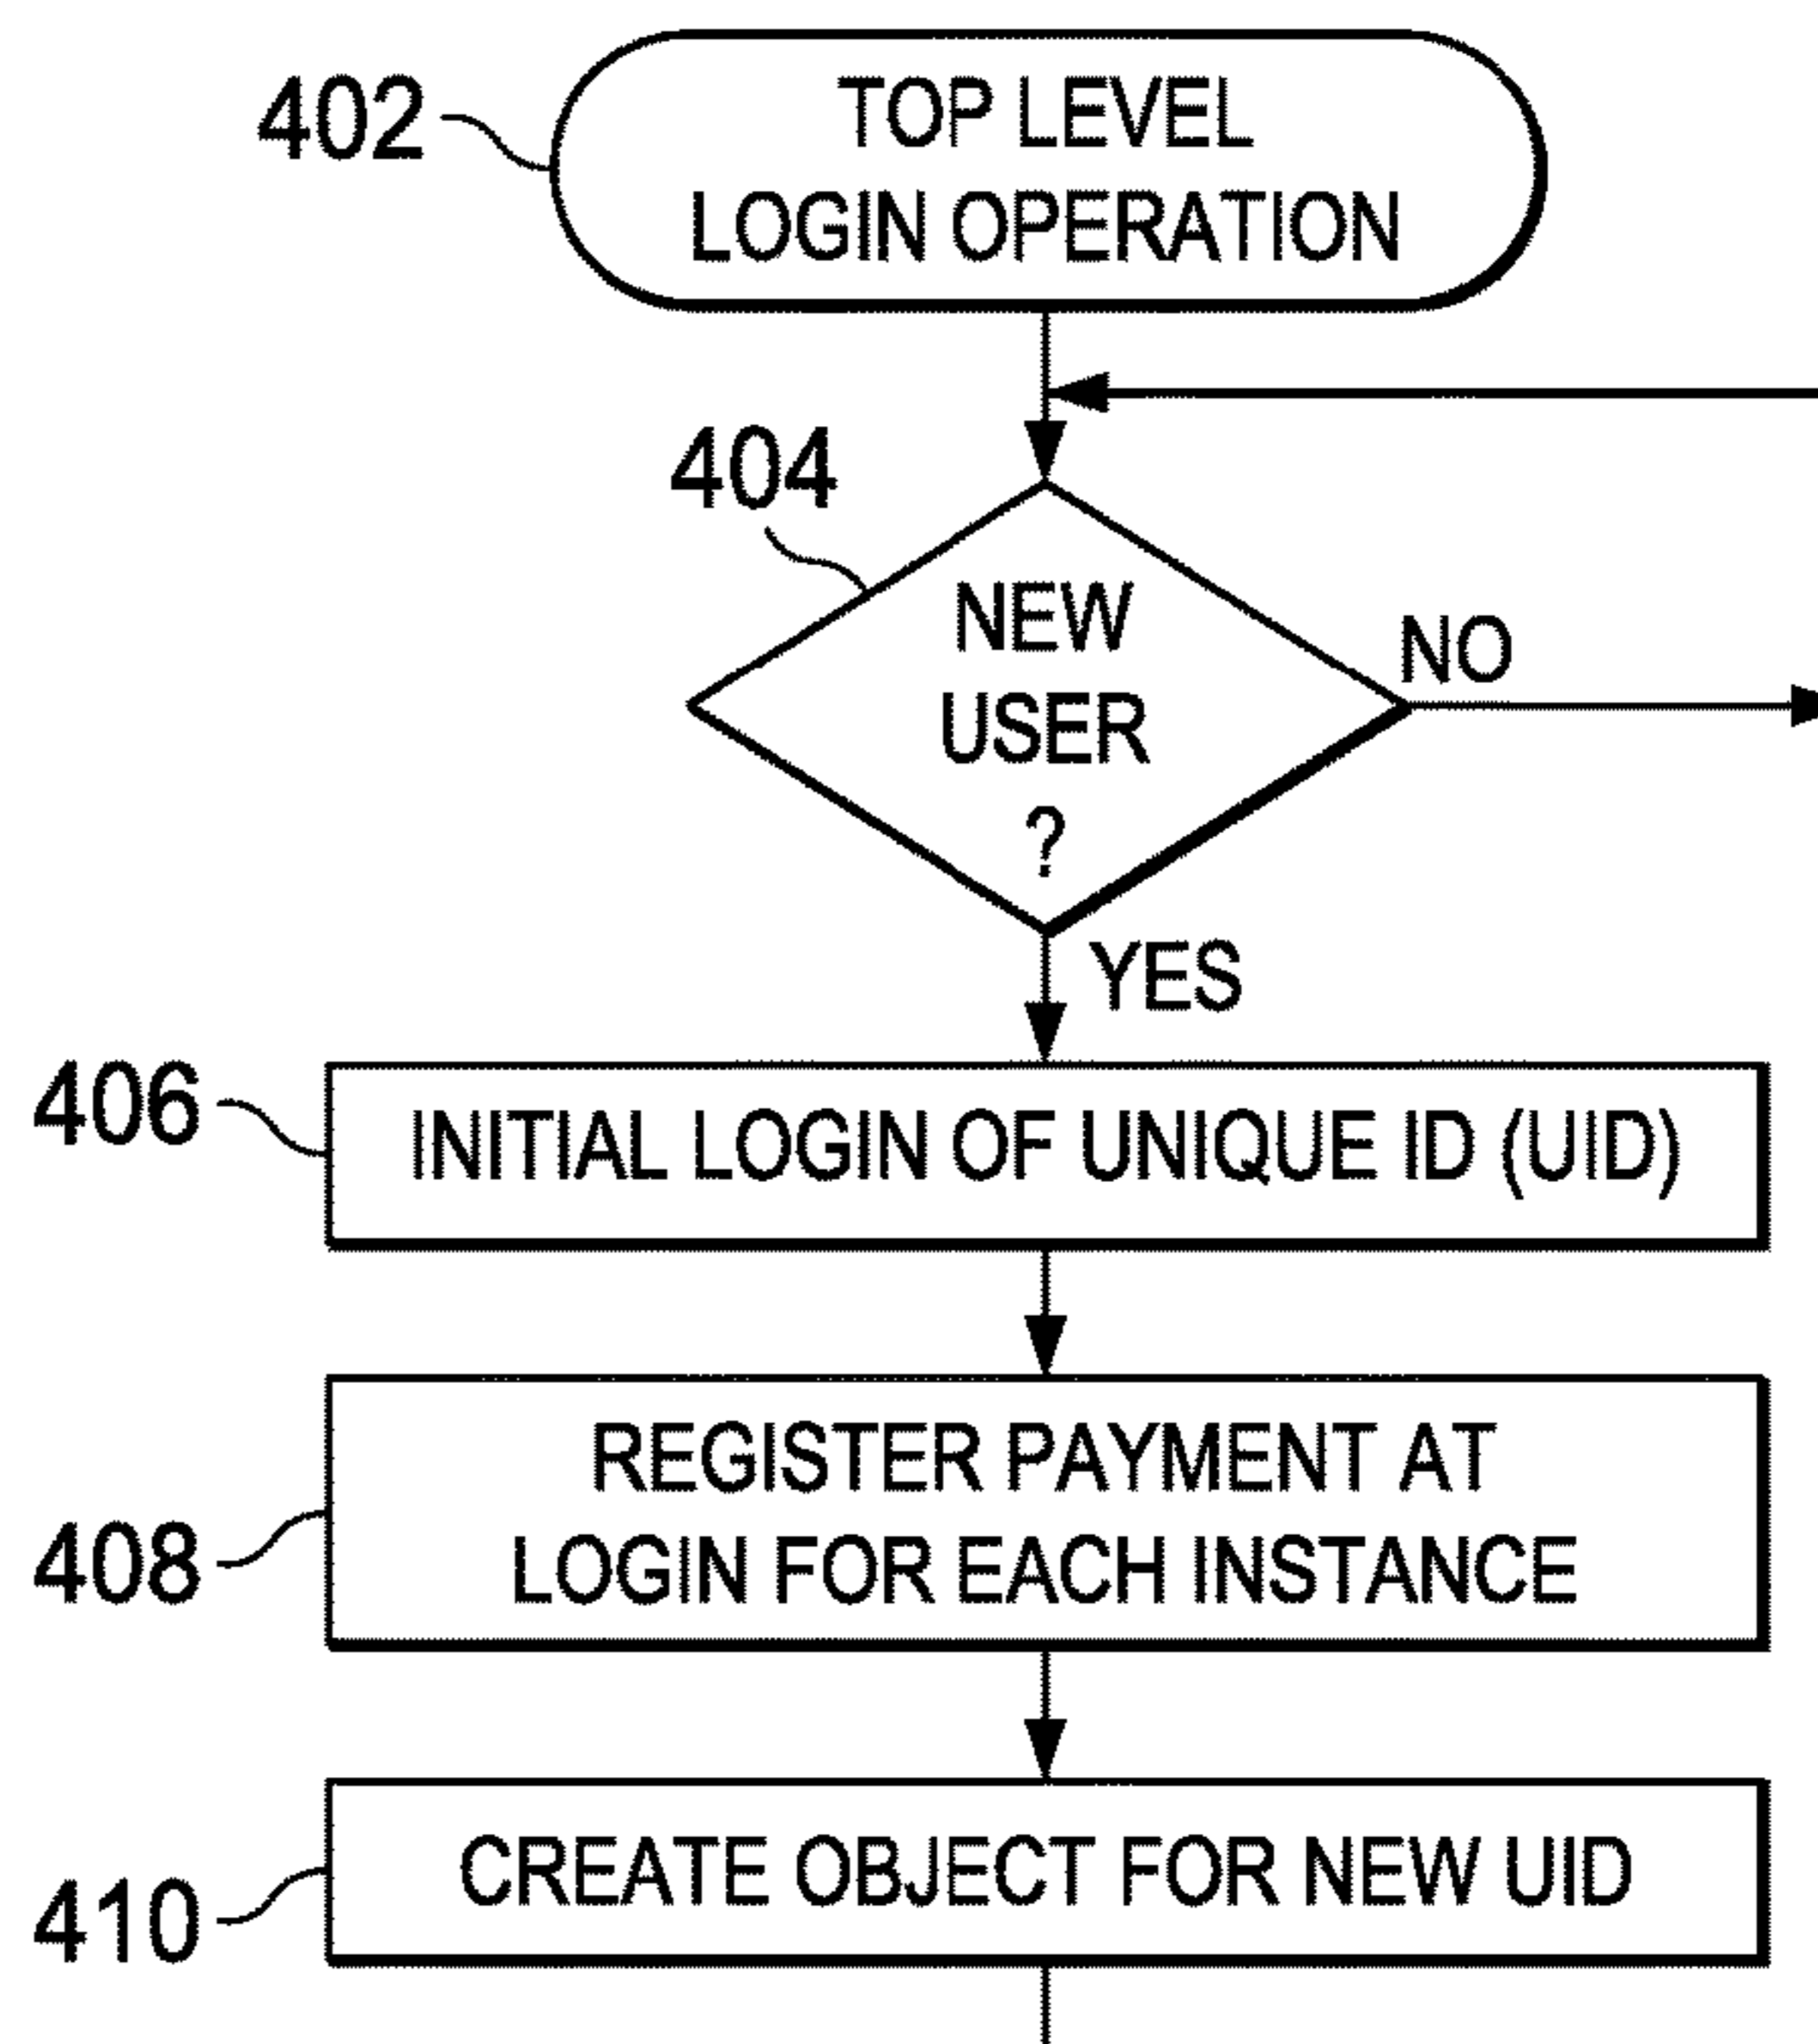 402
TOP LEVEL
LOGIN OPERATION
404
NEW
USER
?
NO
YES
406
INITIAL LOGIN OF UNIQUE ID (UID)
408
REGISTER PAYMENT AT
LOGIN FOR EACH INSTANCE
410
CREATE OBJECT FOR NEW UID